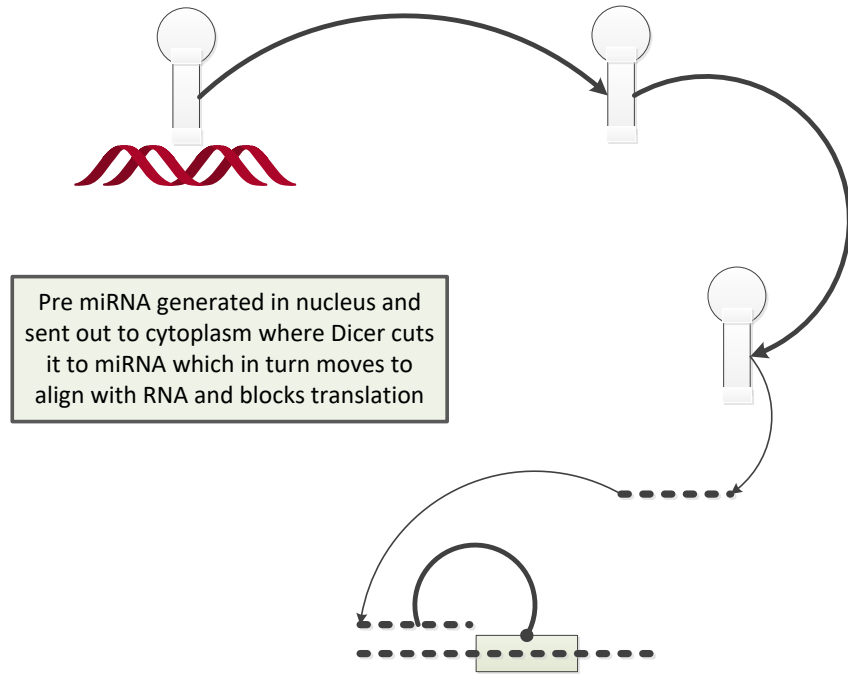 Pre miRNA generated in nucleus and
sent out to cytoplasm where Dicer cuts
it to miRNA which in turn moves to
align with RNA and blocks translation